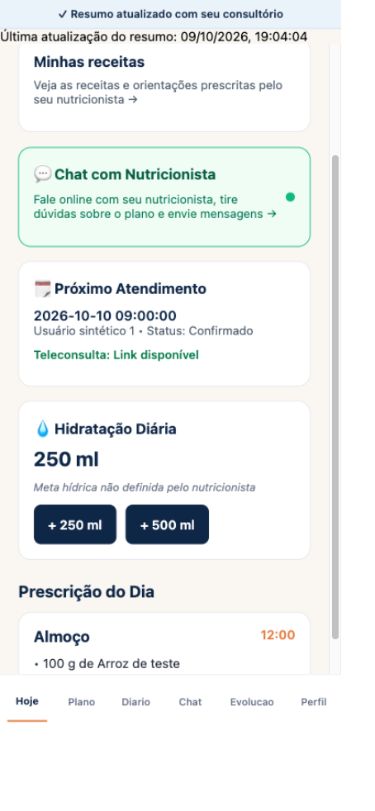 ✓ Resumo atualizado com seu consultório
Última atualização do resumo: 09/10/2026, 19:04:04
Minhas receitas
Veja as receitas e orientações prescritas pelo
seu nutricionista →
💬 Chat com Nutricionista
Fale online com seu nutricionista, tire
dúvidas sobre o plano e envie mensagens →
Próximo Atendimento
2026-10-10 09:00:00
Usuário sintético 1 • Status: Confirmado
Teleconsulta: Link disponível
💧 Hidratação Diária
250 ml
Meta hídrica não definida pelo nutricionista
+ 250 ml + 500 ml
Prescrição do Dia
Almoço 12:00
• 100 g de Arroz de teste
Hoje Plano Diario Chat Evolucao Perfil